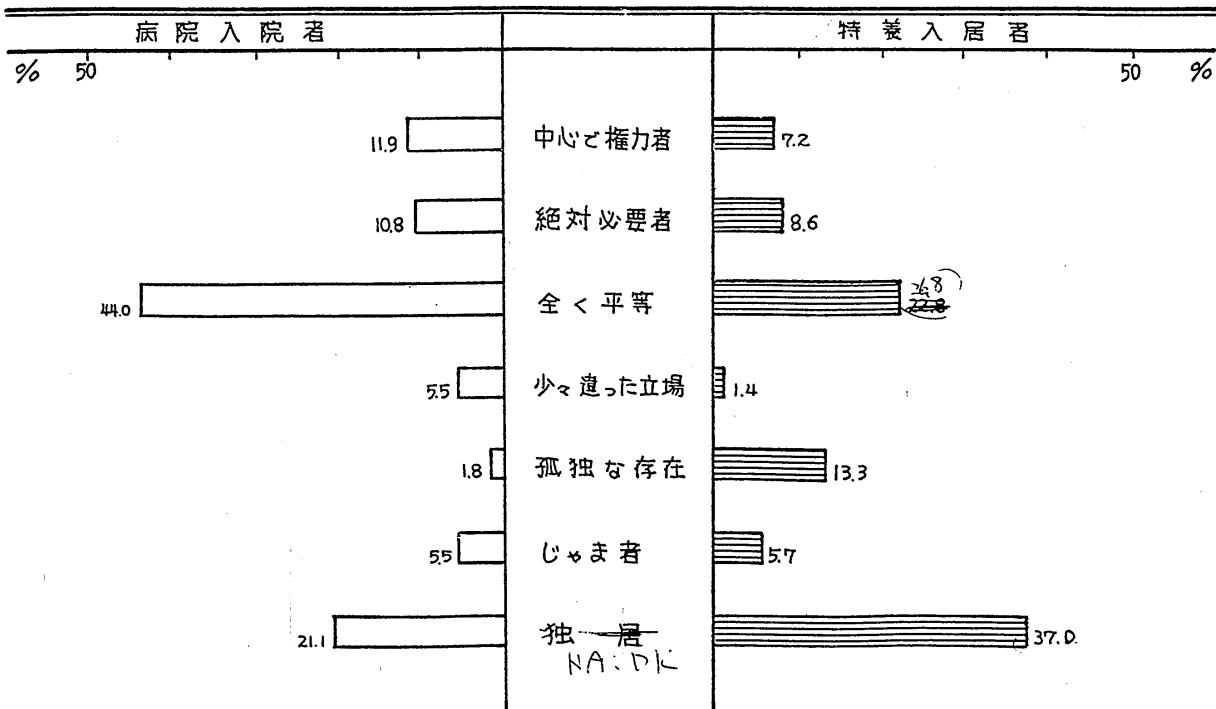 病院入院者 特養入居者
% 50 50 %
11.9 中心で権力者 7.2
10.8 絶対必要者 8.6
44.0 全く平等 26.8
22.8
5.5 少々違った立場 1.4
1.8 孤独な存在 13.3
5.5 じゃま者 5.7
21.1 独居 37.0
NA:DK